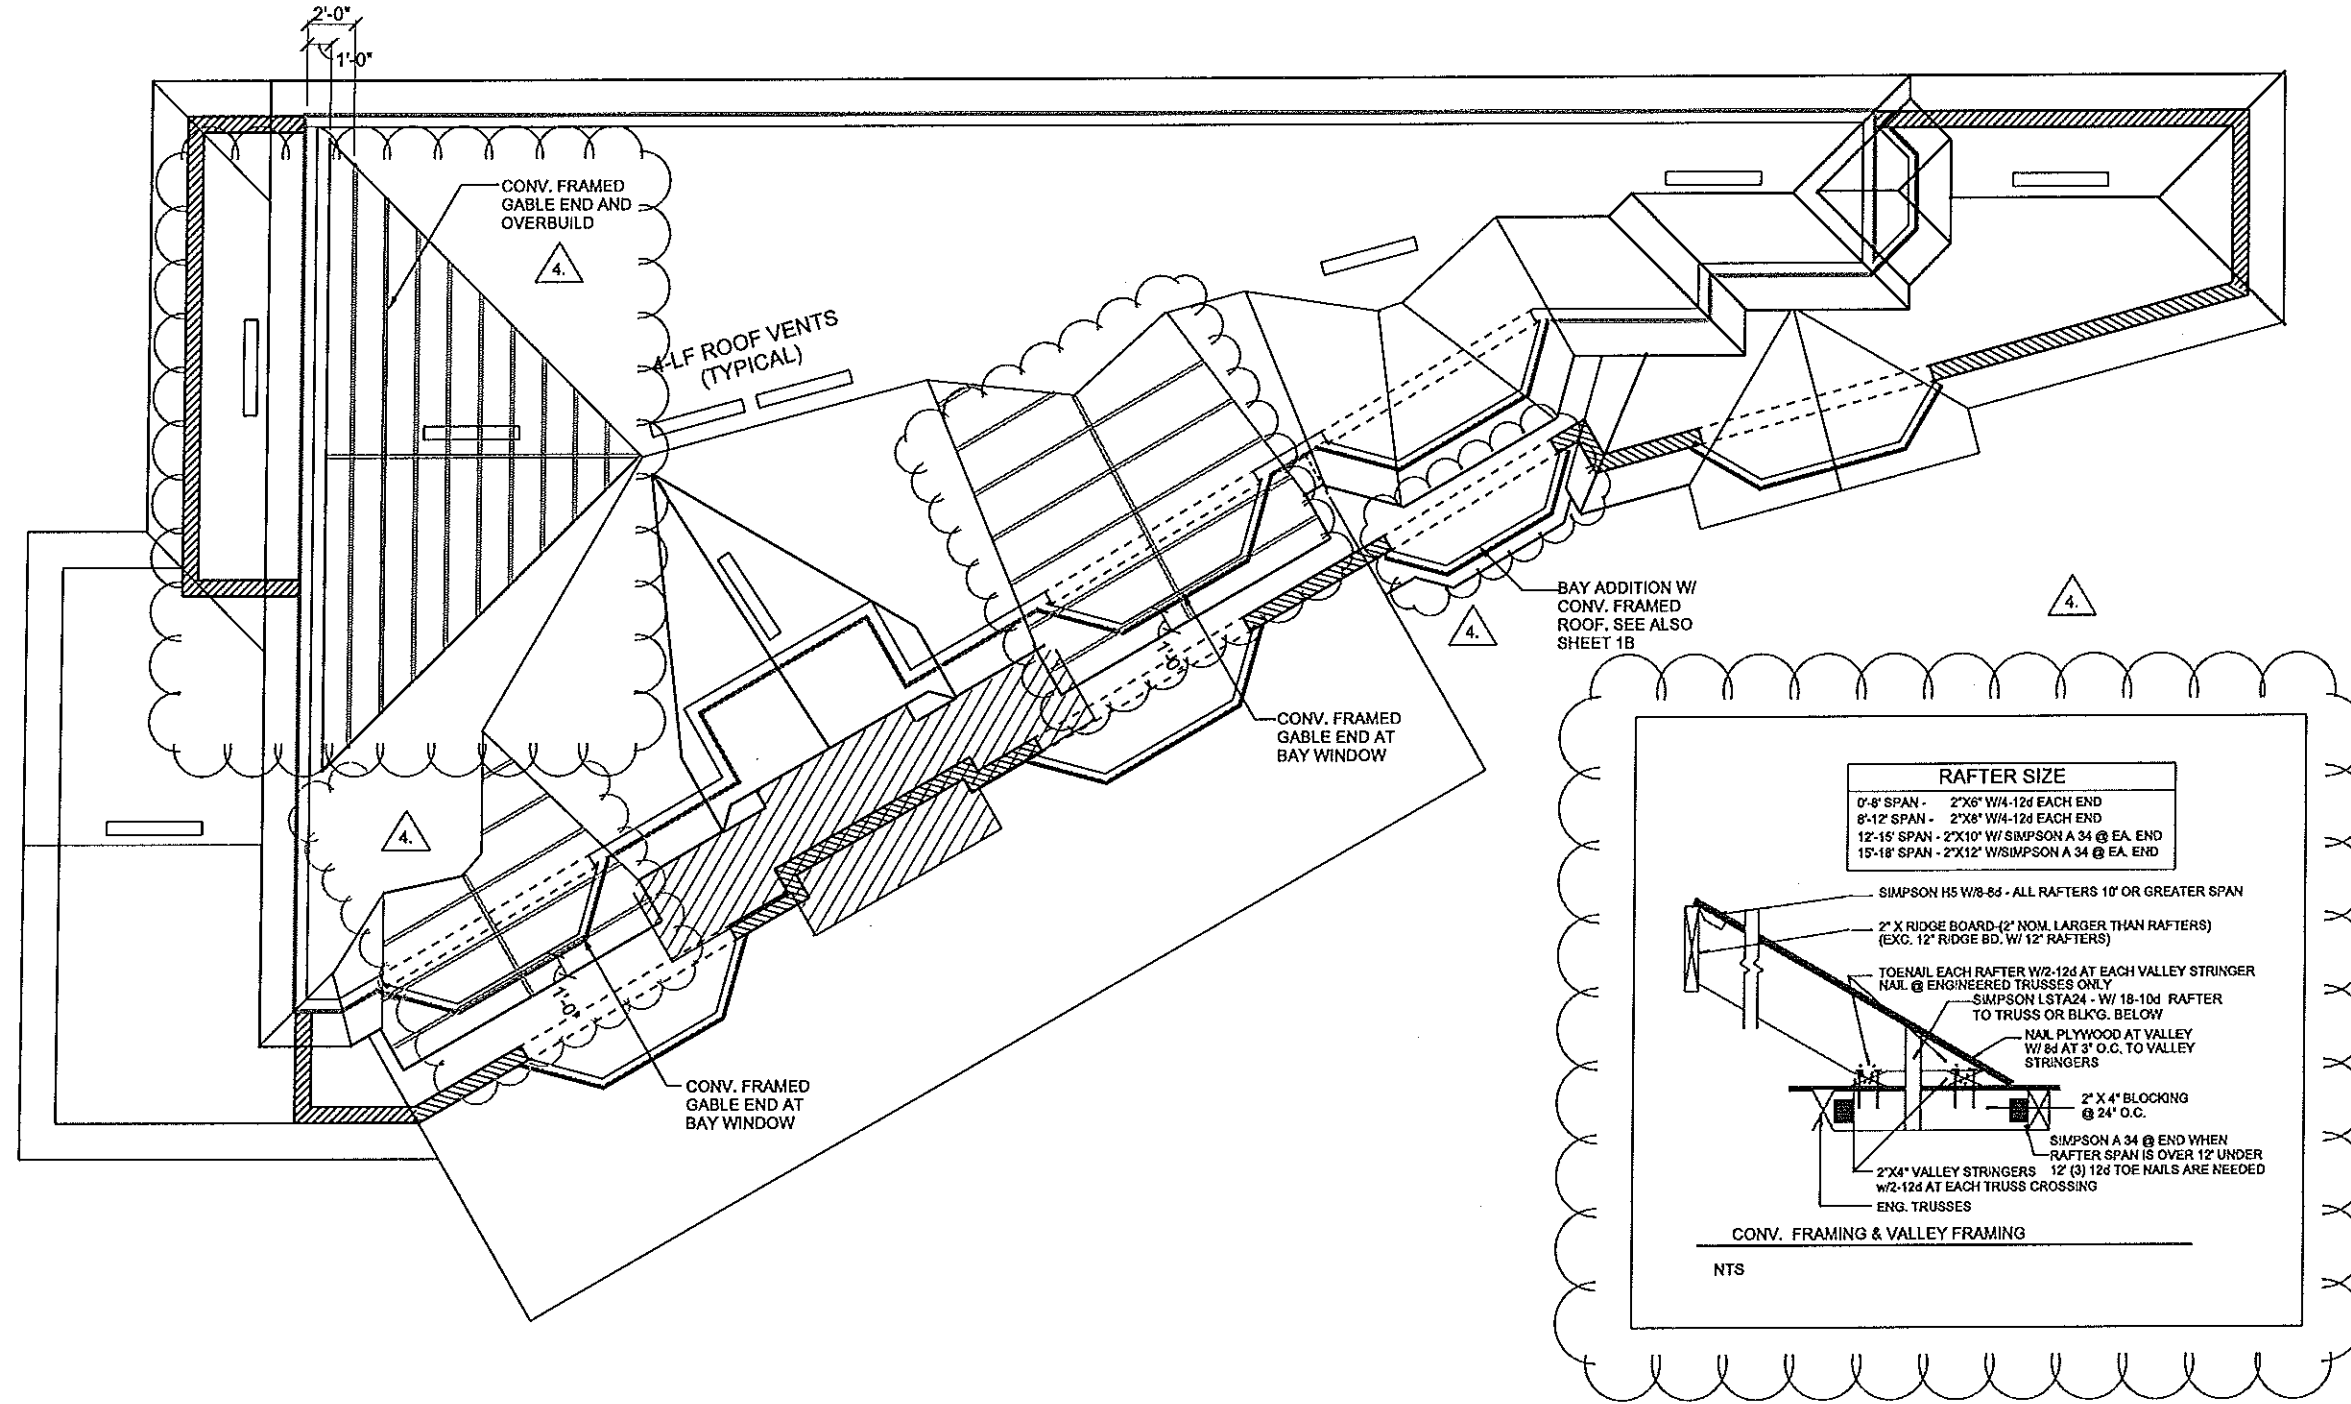 2'-0"
1'-0"
CONV. FRAMED
GABLE END AND
OVERBUILD
4.
4-LF ROOF VENTS
(TYPICAL)
BAY ADDITION W/
CONV. FRAMED
ROOF. SEE ALSO
SHEET 1B
4.
4.
1'-0"
CONV. FRAMED
GABLE END AT
BAY WINDOW
4.
1'-0"
CONV. FRAMED
GABLE END AT
BAY WINDOW
RAFTER SIZE
0'-8' SPAN - 2"X6" W/4-12d EACH END
8'-12' SPAN - 2"X8" W/4-12d EACH END
12'-15' SPAN - 2"X10" W/ SIMPSON A 34 @ EA. END
15'-18' SPAN - 2"X12" W/SIMPSON A 34 @ EA. END
SIMPSON H5 W/8-8d - ALL RAFTERS 10' OR GREATER SPAN
2" X RIDGE BOARD-(2" NOM. LARGER THAN RAFTERS)
(EXC. 12" RIDGE BD. W/ 12" RAFTERS)
TOENAIL EACH RAFTER W/2-12d AT EACH VALLEY STRINGER
NAIL @ ENGINEERED TRUSSES ONLY
SIMPSON LSTA24 - W/ 18-10d RAFTER
TO TRUSS OR BLK'G. BELOW
NAIL PLYWOOD AT VALLEY
W/ 8d AT 3" O.C. TO VALLEY
STRINGERS
2" X 4" BLOCKING
@ 24" O.C.
SIMPSON A 34 @ END WHEN
RAFTER SPAN IS OVER 12' UNDER
12' (3) 12d TOE NAILS ARE NEEDED
2"X4" VALLEY STRINGERS
w/2-12d AT EACH TRUSS CROSSING
ENG. TRUSSES
CONV. FRAMING & VALLEY FRAMING
NTS